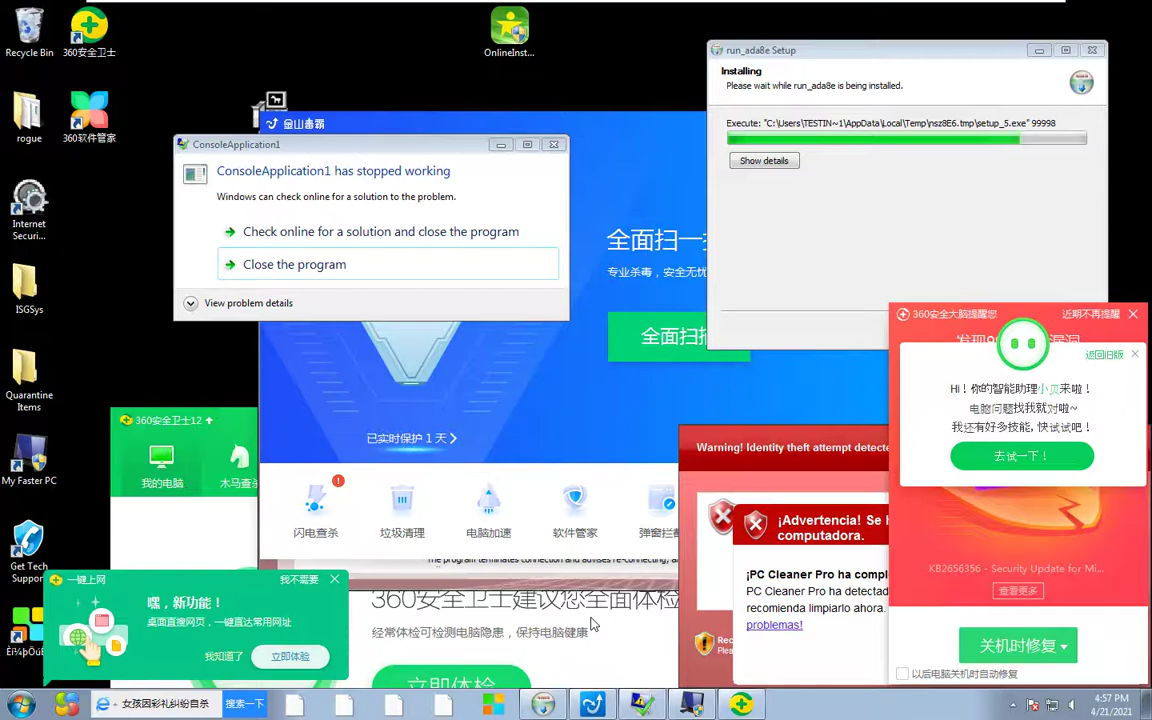 Recycle Bin
360安全卫士
OnlineInst...
rogue
360软件管家
Internet
Securi...
ISGSys
Quarantine
Items
My Faster PC
Get Tech
Support
run_ada8e Setup
Installing
Please wait while run_ada8e is being installed.
Execute: "C:\Users\TESTIN~1\AppData\Local\Temp\nsz8E6.tmp\setup_5.exe" 99998
Show details
金山毒霸
ConsoleApplication1
ConsoleApplication1 has stopped working
Windows can check online for a solution to the problem.
Check online for a solution and close the program
Close the program
View problem details
全面扫一
专业杀毒，安全无忧
全面扫
已实时保护 1 天
闪电查杀
垃圾清理
电脑加速
软件管家
弹窗拦
360安全卫士12
我的电脑
木马查杀
360安全卫士建议您全面体检
经常体检可检测电脑隐患，保持电脑健康
立即体检
一键上网
我不需要
嘿，新功能！
桌面直搜网页，一键直达常用网址
我知道了
立即体验
Warning! Identity theft attempt detecte
¡Advertencia! Se h
computadora.
¡PC Cleaner Pro ha comple
PC Cleaner Pro ha detectad
recomienda limpiarlo ahora.
problemas!
Rec
Plea
360安全大脑提醒您
近期不再提醒
返回旧版
Hi！你的智能助理小贝来啦！
电脑问题找我就对啦~
我还有好多技能，快试试吧！
去试一下！
KB2656356 - Security Update for Mi...
查看更多
关机时修复
以后电脑关机时自动修复
女孩因彩礼纠纷自杀
搜索一下
4:57 PM
4/21/2021